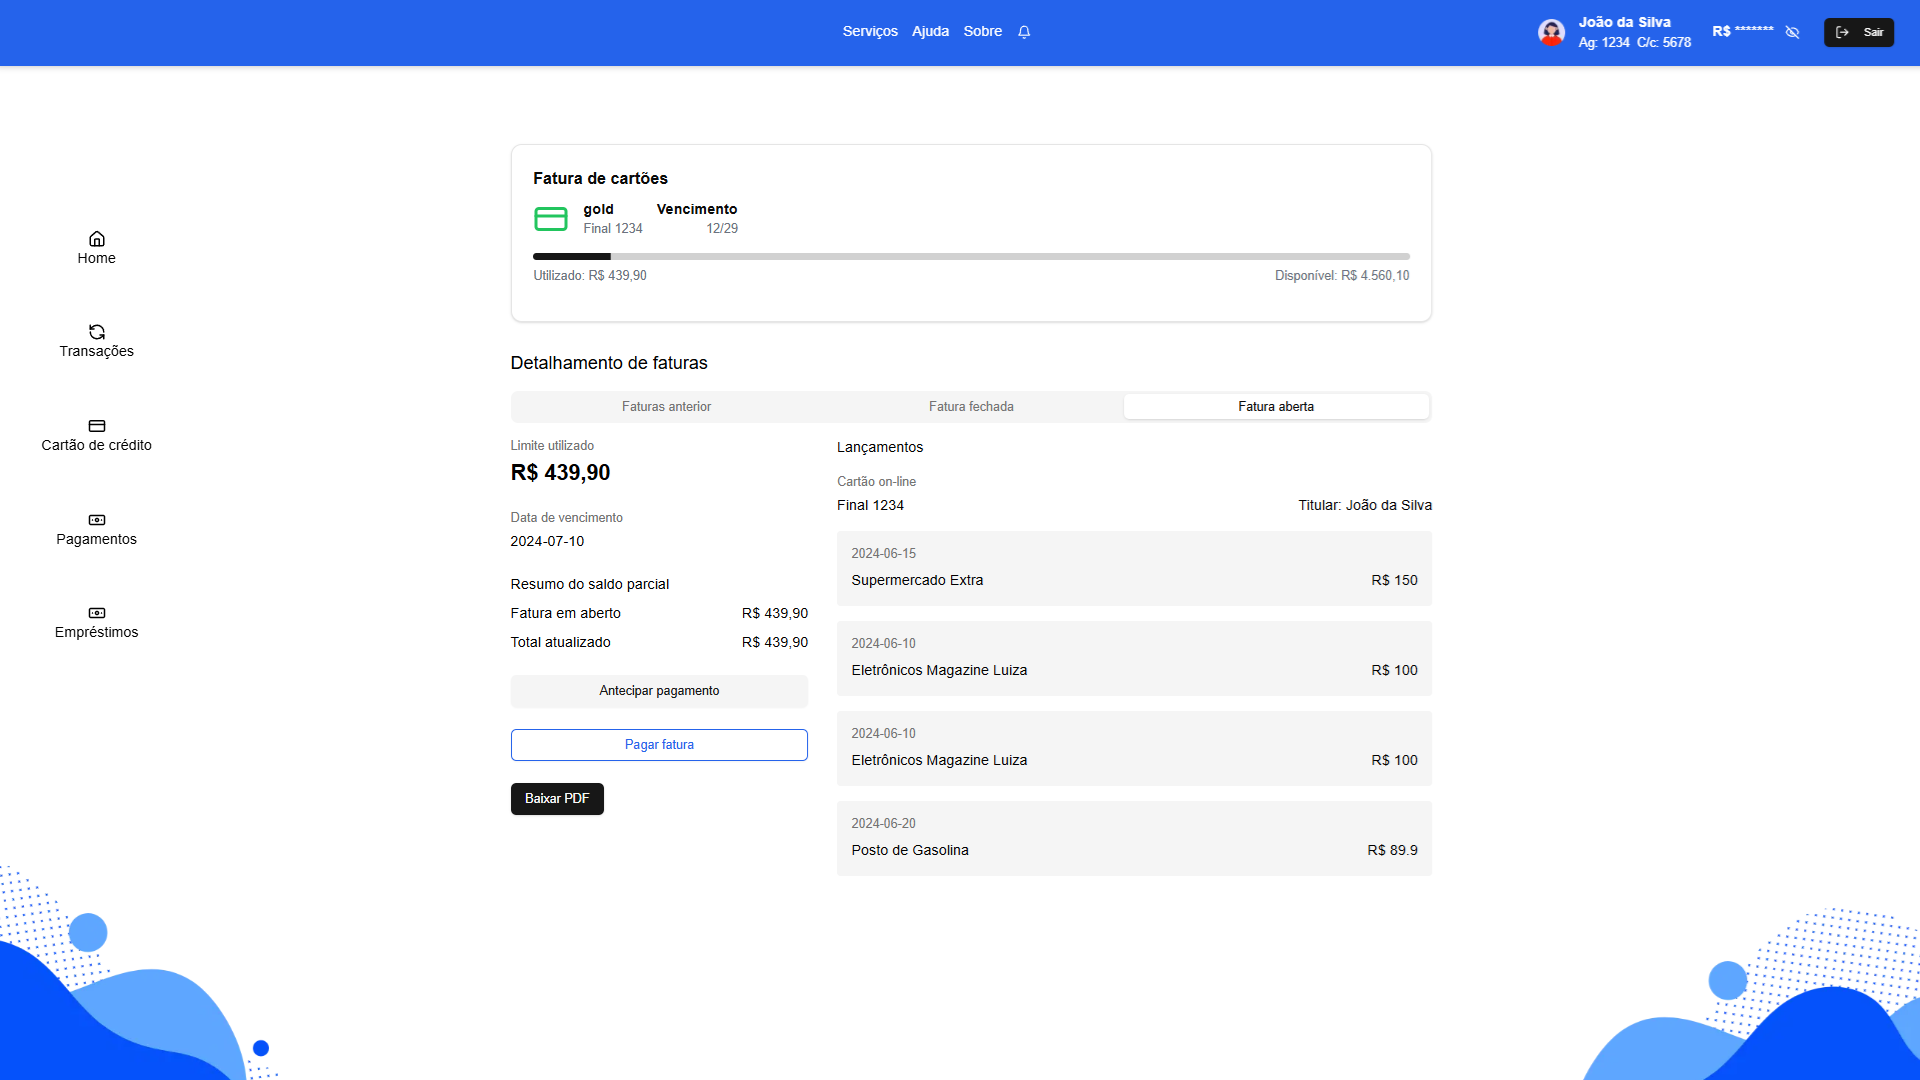 Serviços Ajuda Sobre
João da Silva
Ag: 1234 C/c: 5678
R$ *******
Sair
Home
Transações
Cartão de crédito
Pagamentos
Empréstimos
Fatura de cartões
gold Vencimento
Final 1234 12/29
Utilizado: R$ 439,90 Disponível: R$ 4.560,10
Detalhamento de faturas
Faturas anterior Fatura fechada Fatura aberta
Limite utilizado
R$ 439,90
Data de vencimento
2024-07-10
Resumo do saldo parcial
Fatura em aberto R$ 439,90
Total atualizado R$ 439,90
Antecipar pagamento
Pagar fatura
Baixar PDF
Lançamentos
Cartão on-line
Final 1234 Titular: João da Silva
2024-06-15
Supermercado Extra R$ 150
2024-06-10
Eletrônicos Magazine Luiza R$ 100
2024-06-10
Eletrônicos Magazine Luiza R$ 100
2024-06-20
Posto de Gasolina R$ 89.9